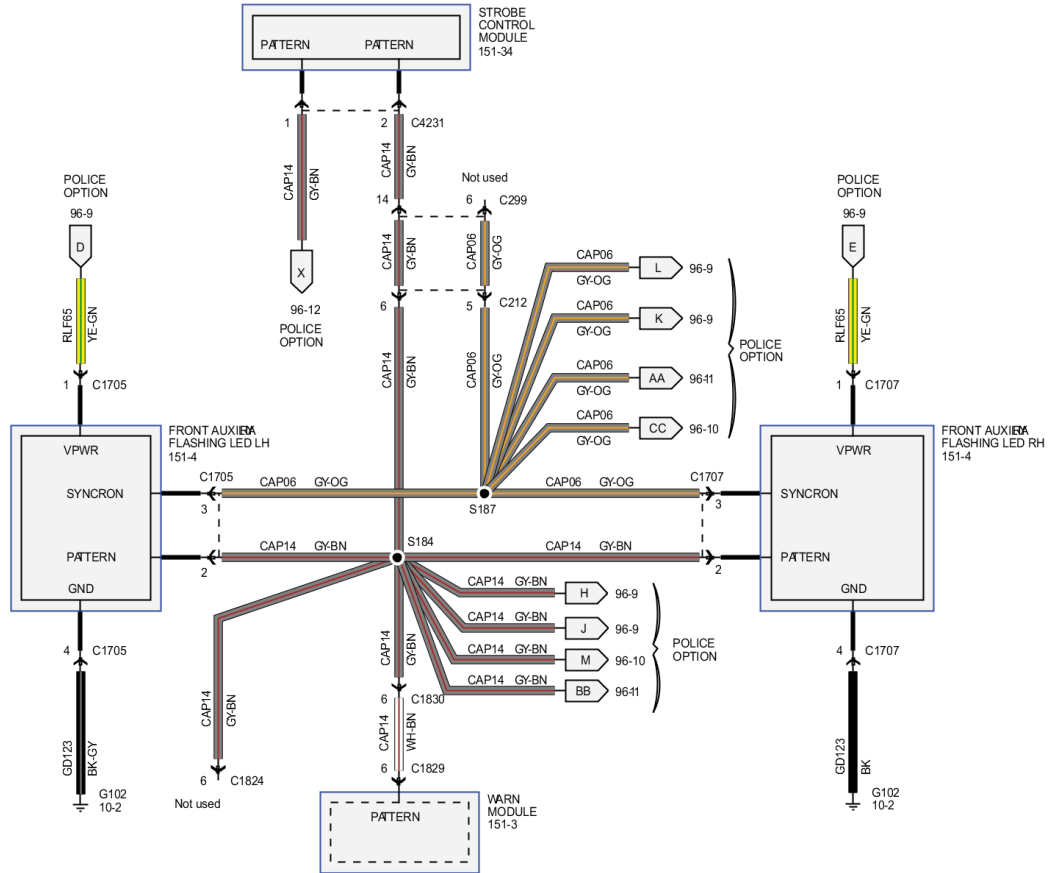 STROBE
CONTROL
MODULE
151-34
PATTERN PATTERN
1 2 C4231
CAP14 GY-BN
CAP14 GY-BN
Not used
14 6 C299
POLICE
OPTION
96-9
D
POLICE
OPTION
96-9
E
X
96-12
POLICE
OPTION
CAP14 GY-BN
CAP06 GY-OG
6 5 C212
CAP14 GY-BN
CAP06 GY-OG
CAP06
GY-OG
L 96-9
CAP06
GY-OG
K 96-9
CAP06
GY-OG
AA 96-11
CAP06
GY-OG
CC 96-10
POLICE
OPTION
RLF65 YE-GN
1 C1705
RLF65 YE-GN
1 C1707
FRONT AUXILIRA
FLASHING LED LH
151-4
VPWR
SYNCRON
PATTERN
GND
FRONT AUXILIRA
FLASHING LED RH
151-4
VPWR
SYNCRON
PATTERN
GND
C1705
3
CAP06 GY-OG
S187
CAP06 GY-OG
C1707
3
2
CAP14 GY-BN
S184
CAP14 GY-BN
2
CAP14 GY-BN
H 96-9
CAP14 GY-BN
J 96-9
CAP14 GY-BN
M 96-10
CAP14 GY-BN
BB 96-11
POLICE
OPTION
4 C1705
GD123 BK-GY
G102
10-2
4 C1707
GD123 BK
G102
10-2
CAP14 GY-BN
6 C1824
Not used
CAP14 GY-BN
6 C1830
CAP14 WH-BN
6 C1829
PATTERN
WARN
MODULE
151-3